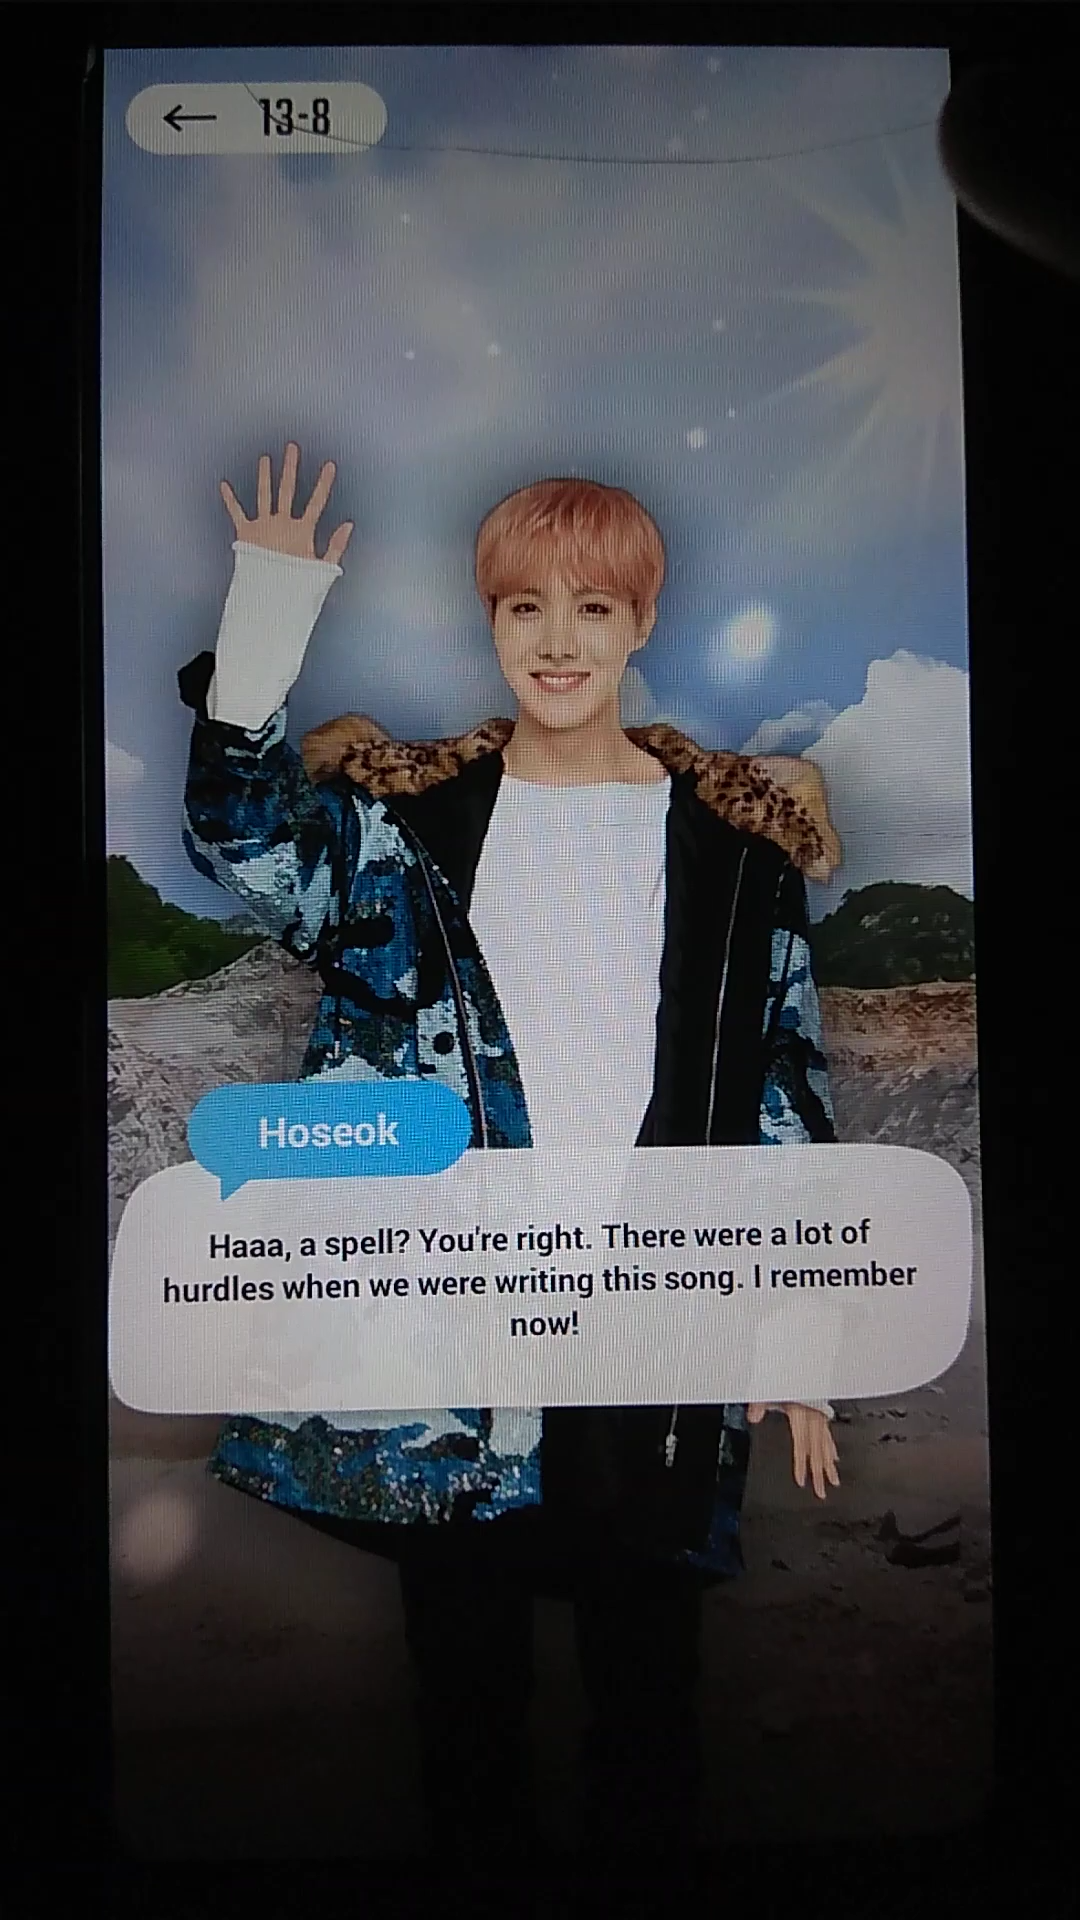 13-8
Hoseok
Haaa, a spell? You're right. There were a lot of
hurdles when we were writing this song. I remember
now!